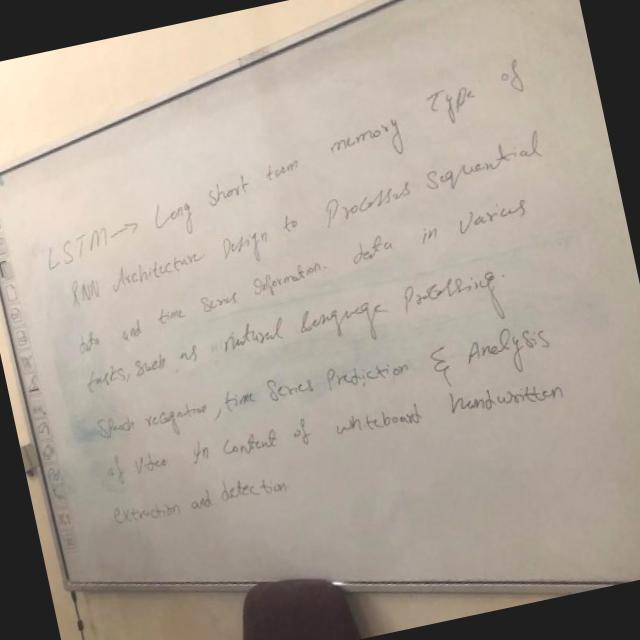 LSTM → Long short term memory Type of
RNN Architecture Design to Processes Sequential
data and time Series Information. data in Varius
tasks, such as Natural Language Processing.
Speech recognition, time Series Prediction & Analysis
of Video In Context of whiteboard handwritten
Extraction and detection